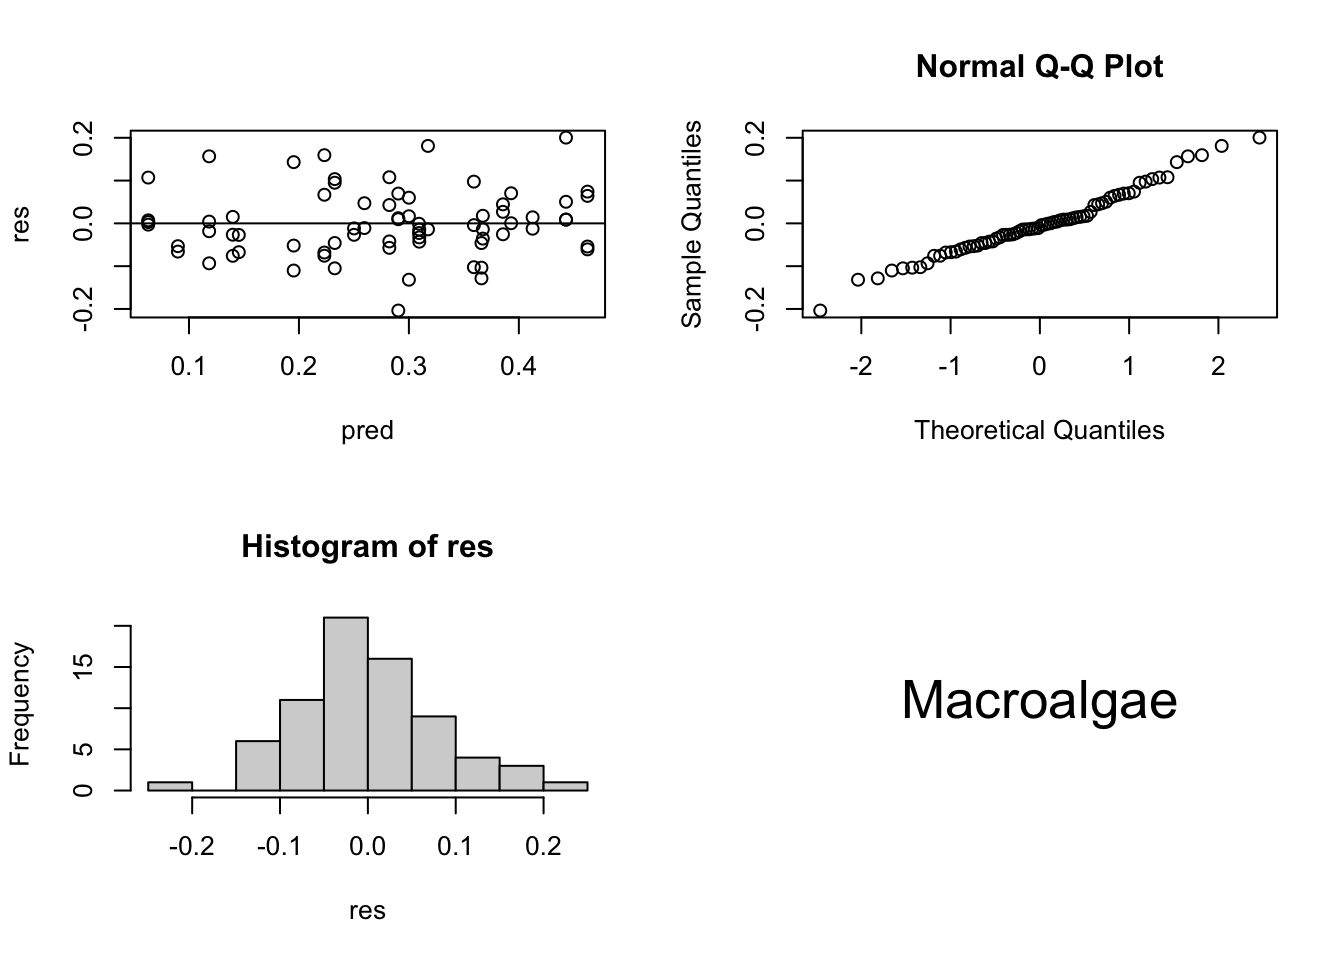 res
0.2
0.0
-0.2
0.1 0.2 0.3 0.4
pred
Normal Q-Q Plot
Sample Quantiles
0.2
0.0
-0.2
-2 -1 0 1 2
Theoretical Quantiles
Histogram of res
Frequency
15
5
0
-0.2 -0.1 0.0 0.1 0.2
res
Macroalgae